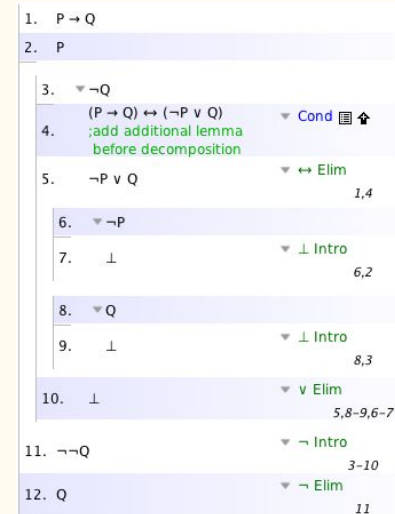 1. P → Q
2. P
3. ¬Q
4. (P → Q) ↔ (¬P ∨ Q) Cond
;add additional lemma
before decomposition
5. ¬P ∨ Q ↔ Elim
1,4
6. ¬P
7. ⊥ ⊥ Intro
6,2
8. Q
9. ⊥ ⊥ Intro
8,3
10. ⊥ ∨ Elim
5,8–9,6–7
11. ¬¬Q ¬ Intro
3–10
12. Q ¬ Elim
11